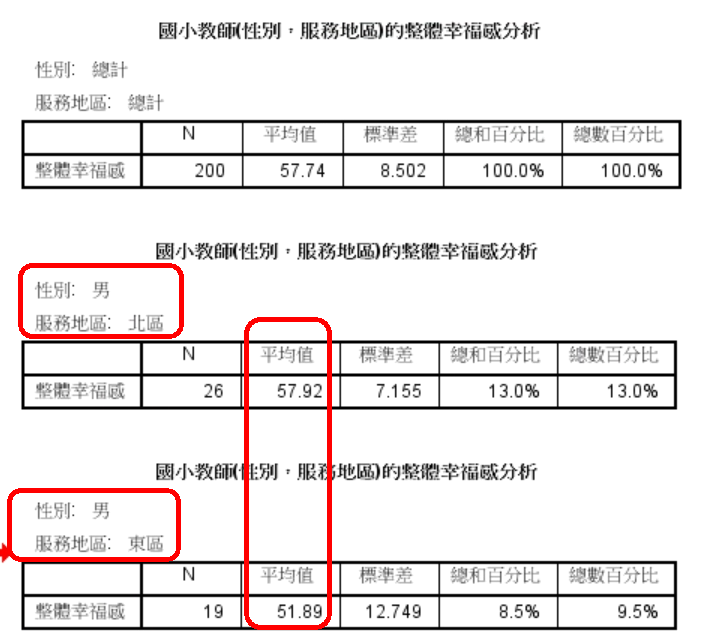 國小教師(性別，服務地區)的整體幸福感分析
性別: 總計
服務地區: 總計
N 平均值 標準差 總和百分比 總數百分比
整體幸福感 200 57.74 8.502 100.0% 100.0%
國小教師(性別，服務地區)的整體幸福感分析
性別: 男
服務地區: 北區
N 平均值 標準差 總和百分比 總數百分比
整體幸福感 26 57.92 7.155 13.0% 13.0%
國小教師(性別，服務地區)的整體幸福感分析
性別: 男
服務地區: 東區
N 平均值 標準差 總和百分比 總數百分比
整體幸福感 19 51.89 12.749 8.5% 9.5%